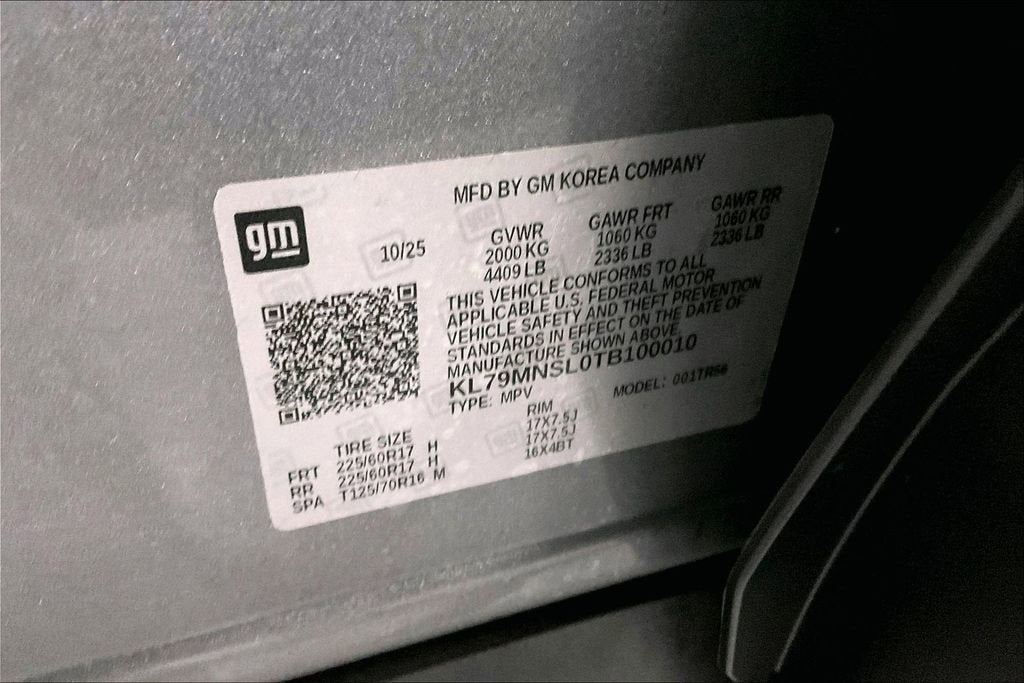 MFD BY GM KOREA COMPANY
gm
10/25
GVWR GAWR FRT GAWR RR
2000 KG 1060 KG 1060 KG
4409 LB 2336 LB 2336 LB
THIS VEHICLE CONFORMS TO ALL
APPLICABLE U.S. FEDERAL MOTOR
VEHICLE SAFETY AND THEFT PREVENTION
STANDARDS IN EFFECT ON THE DATE OF
MANUFACTURE SHOWN ABOVE.
KL79MNSL0TB100010
TYPE: MPV MODEL: 001TR56
TIRE SIZE RIM
FRT 225/60R17 H 17X7.5J
RR 225/60R17 H 17X7.5J
SPA T125/70R16 M 16X4BT